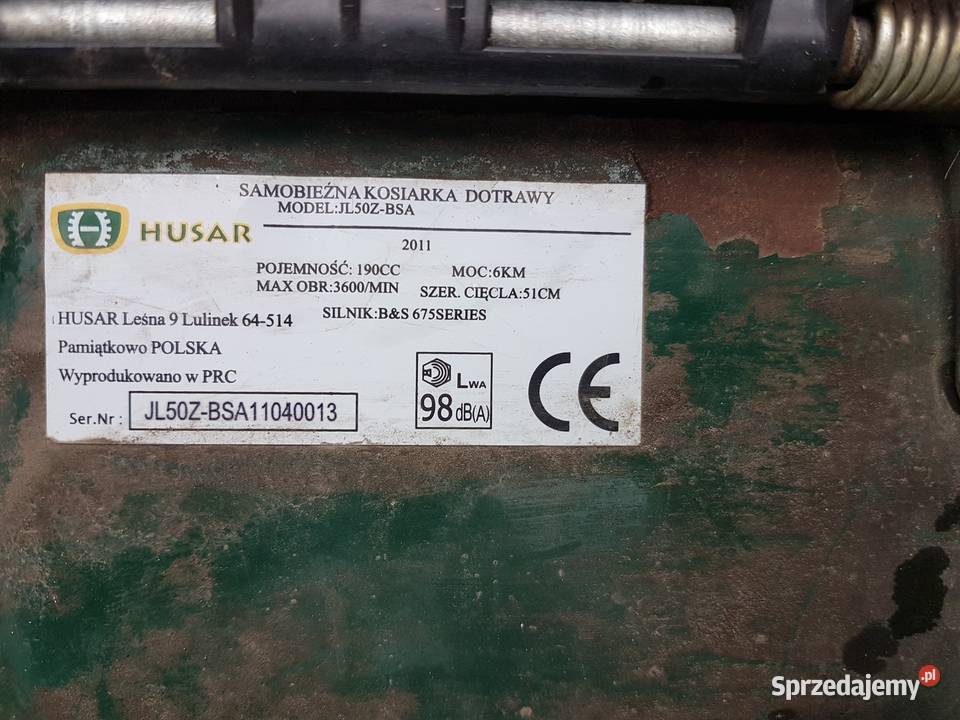 SAMOBIEŹNA KOSIARKA DOTRAWY
MODEL:JL50Z-BSA
HUSAR
2011
POJEMNOŚĆ: 190CC MOC:6KM
MAX OBR:3600/MIN SZER. CIĘCLA:51CM
SILNIK:B&S 675SERIES
HUSAR Leśna 9 Lulinek 64-514
Pamiątkowo POLSKA
Wyprodukowano w PRC
Ser.Nr : JL50Z-BSA11040013
LWA
98 dB(A)
CE
Sprzedajemy.pl